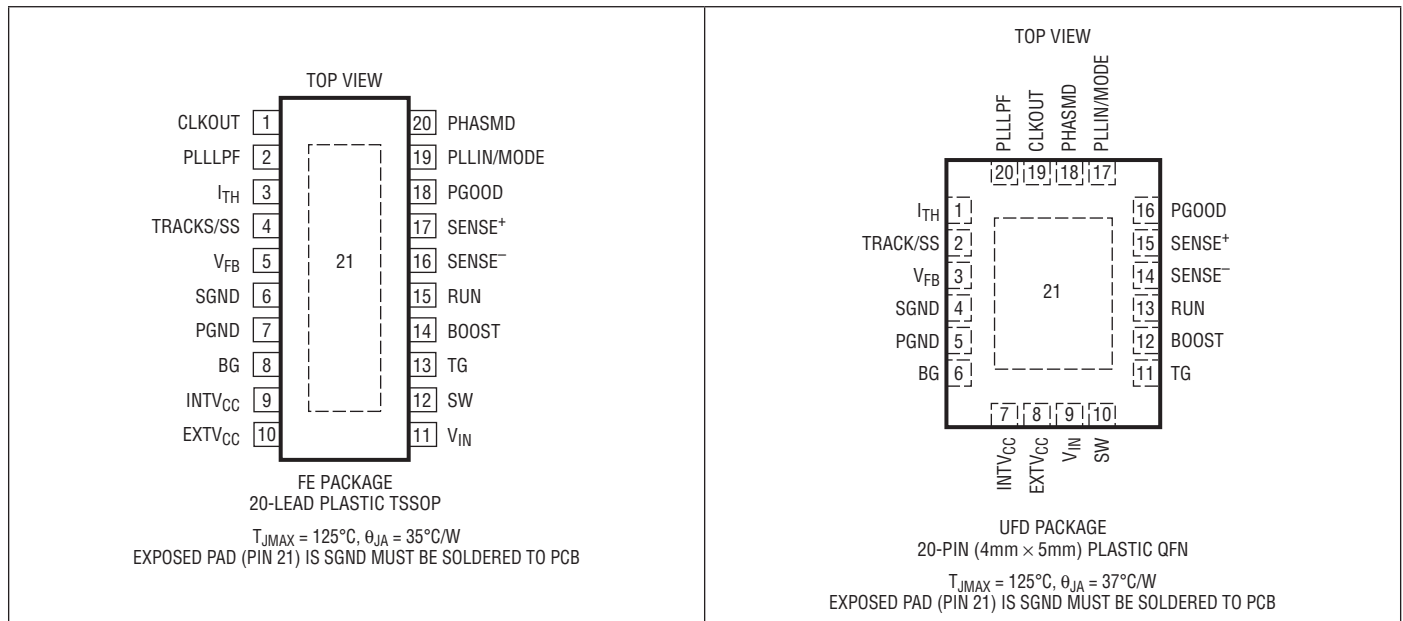 TOP VIEW
CLKOUT 1
PLLLPF 2
ITH 3
TRACKS/SS 4
VFB 5
SGND 6
PGND 7
BG 8
INTVCC 9
EXTVCC 10
21
20 PHASMD
19 PLLIN/MODE
18 PGOOD
17 SENSE+
16 SENSE–
15 RUN
14 BOOST
13 TG
12 SW
11 VIN
FE PACKAGE
20-LEAD PLASTIC TSSOP
TJMAX = 125°C, θJA = 35°C/W
EXPOSED PAD (PIN 21) IS SGND MUST BE SOLDERED TO PCB
TOP VIEW
PLLLPF
CLKOUT
PHASMD
PLLIN/MODE
20 19 18 17
ITH 1
TRACK/SS 2
VFB 3
SGND 4
PGND 5
BG 6
21
16 PGOOD
15 SENSE+
14 SENSE–
13 RUN
12 BOOST
11 TG
7 8 9 10
INTVCC
EXTVCC
VIN
SW
UFD PACKAGE
20-PIN (4mm × 5mm) PLASTIC QFN
TJMAX = 125°C, θJA = 37°C/W
EXPOSED PAD (PIN 21) IS SGND MUST BE SOLDERED TO PCB